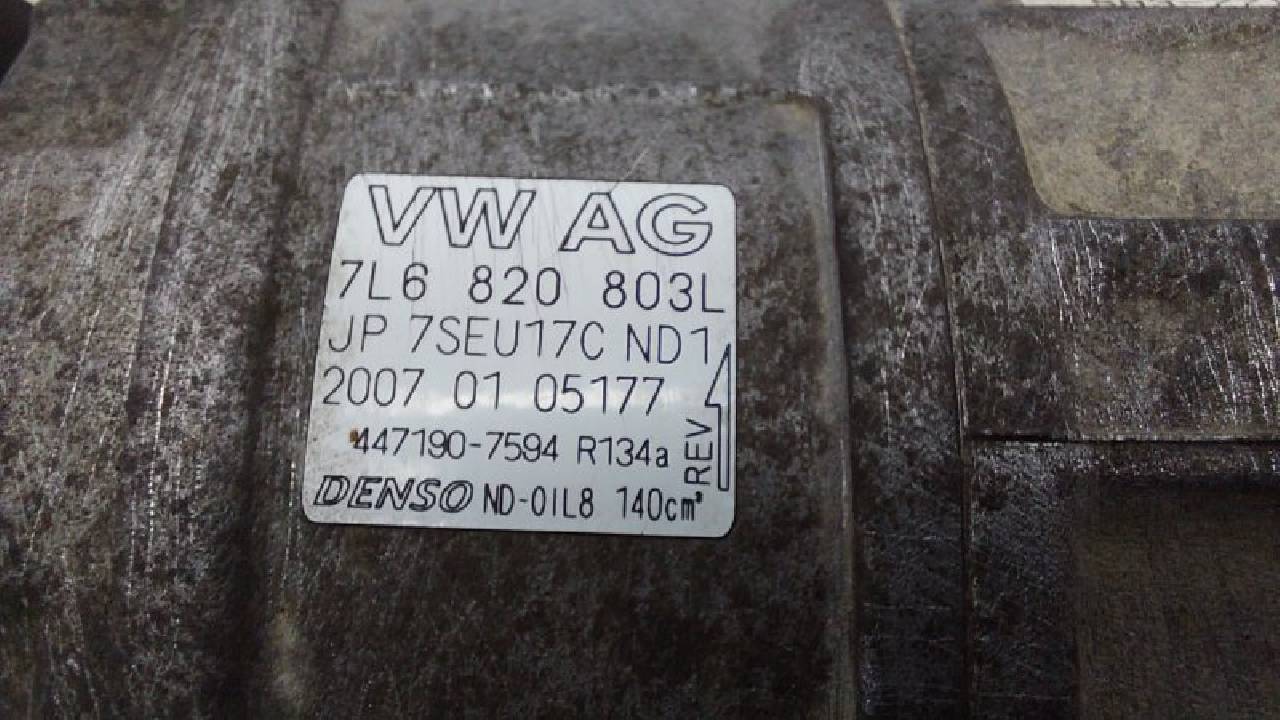 VW AG
7L6 820 803L
JP 7SEU17C ND1
2007 01 05177
447190-7594 R134a
REV
DENSO ND-OIL8 140cm³